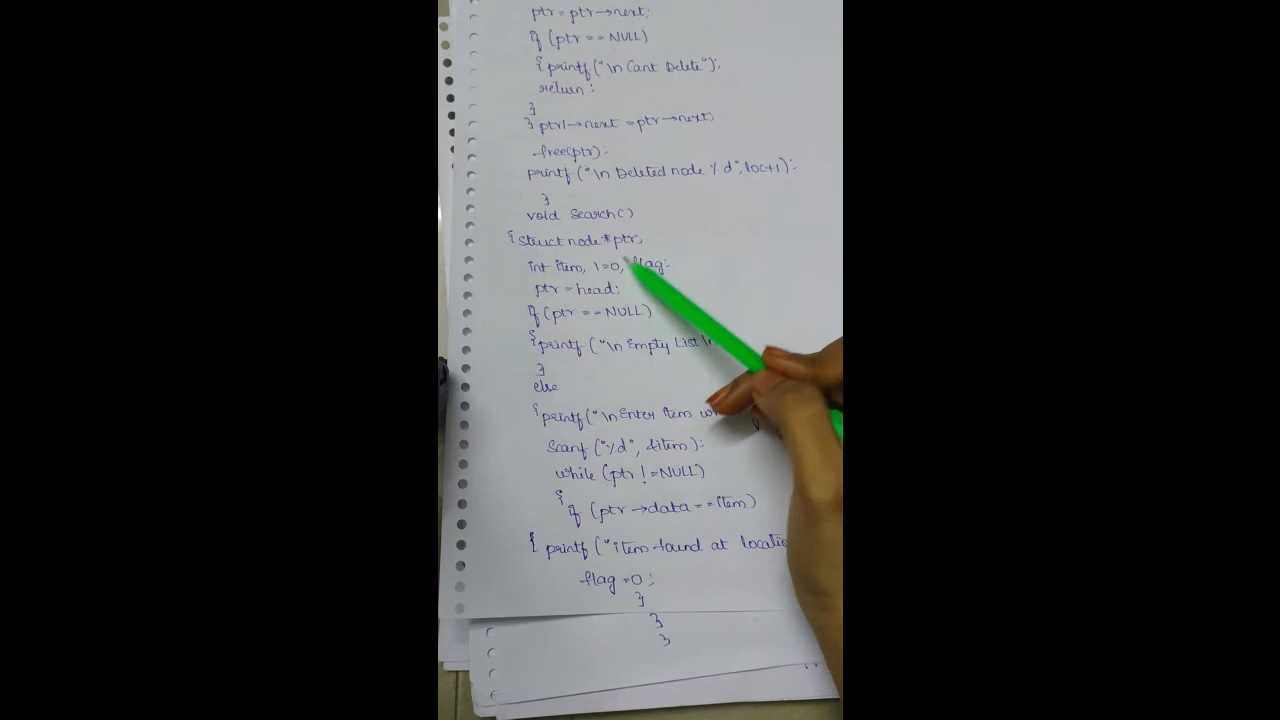 ptr = ptr→next;
if (ptr == NULL)
{ printf("\n Cant Delete");
return ;
}
} ptr1→next = ptr→next;
free(ptr);
printf("\n Deleted node %d", loc+1);
}
void search()
{ struct node *ptr;
int item, i=0, flag;
ptr = head;
if (ptr == NULL)
{ printf ("\n Empty List
}
else
{ printf("\n Enter item
scanf ("%d", &item);
while (ptr != NULL)
{
if (ptr →data == item)
{ printf ("item found at
flag =0;
}
}
}